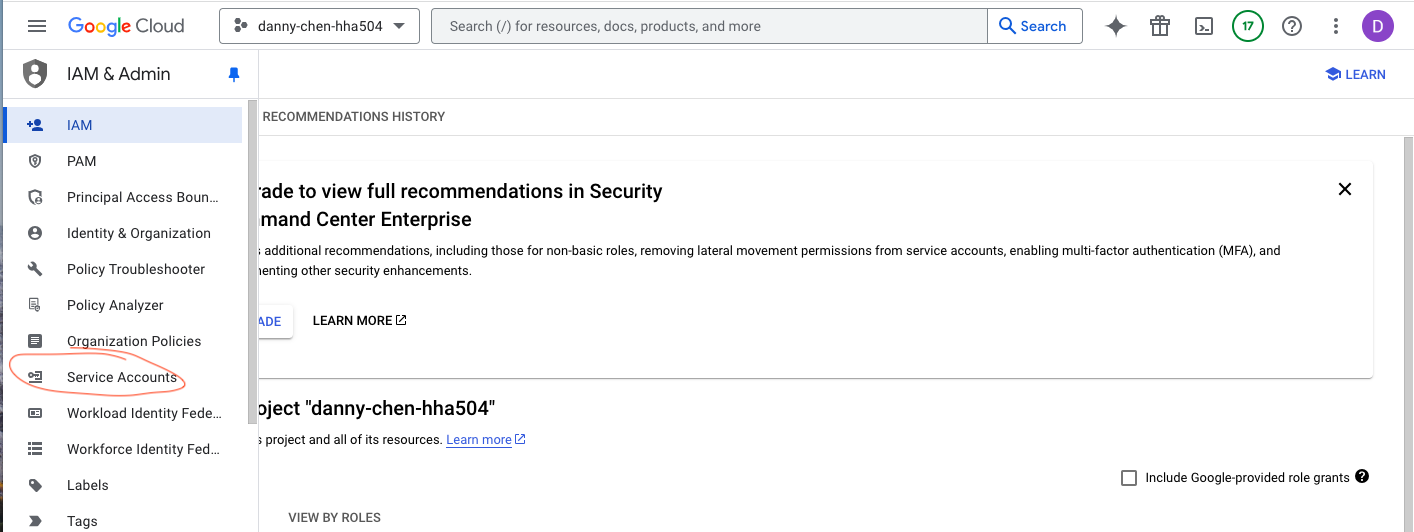 Google Cloud
danny-chen-hha504
Search (/) for resources, docs, products, and more
Search
17
D
IAM & Admin
LEARN
IAM
PAM
Principal Access Boun...
Identity & Organization
Policy Troubleshooter
Policy Analyzer
Organization Policies
Service Accounts
Workload Identity Fede...
Workforce Identity Fed...
Labels
Tags
RECOMMENDATIONS HISTORY
rade to view full recommendations in Security
mand Center Enterprise
s additional recommendations, including those for non-basic roles, removing lateral movement permissions from service accounts, enabling multi-factor authentication (MFA), and
menting other security enhancements.
ADE
LEARN MORE
oject "danny-chen-hha504"
s project and all of its resources. Learn more
Include Google-provided role grants
VIEW BY ROLES